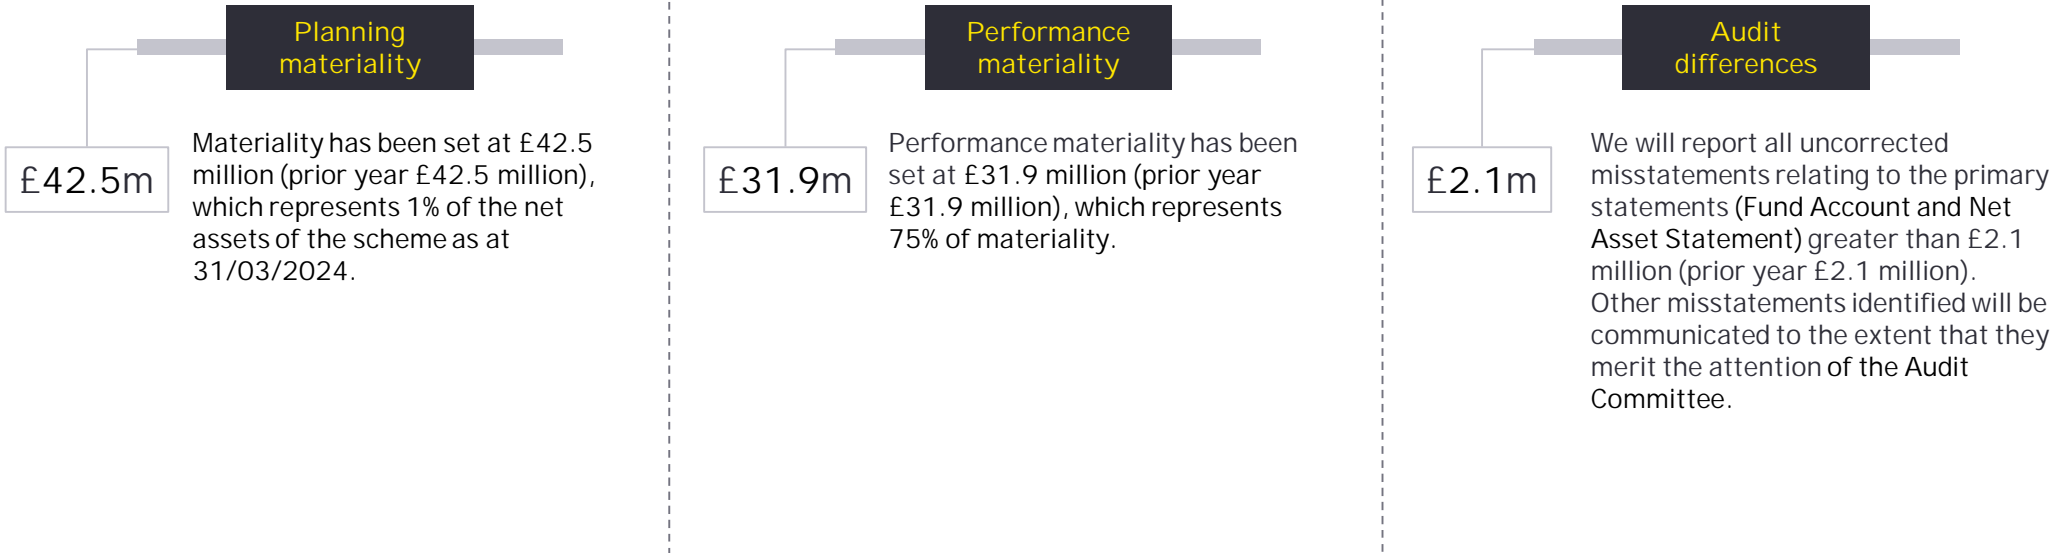 Planning
materiality
£42.5m
Materiality has been set at £42.5
million (prior year £42.5 million),
which represents 1% of the net
assets of the scheme as at
31/03/2024.
Performance
materiality
£31.9m
Performance materiality has been
set at £31.9 million (prior year
£31.9 million), which represents
75% of materiality.
Audit
differences
£2.1m
We will report all uncorrected
misstatements relating to the primary
statements (Fund Account and Net
Asset Statement) greater than £2.1
million (prior year £2.1 million).
Other misstatements identified will be
communicated to the extent that they
merit the attention of the Audit
Committee.